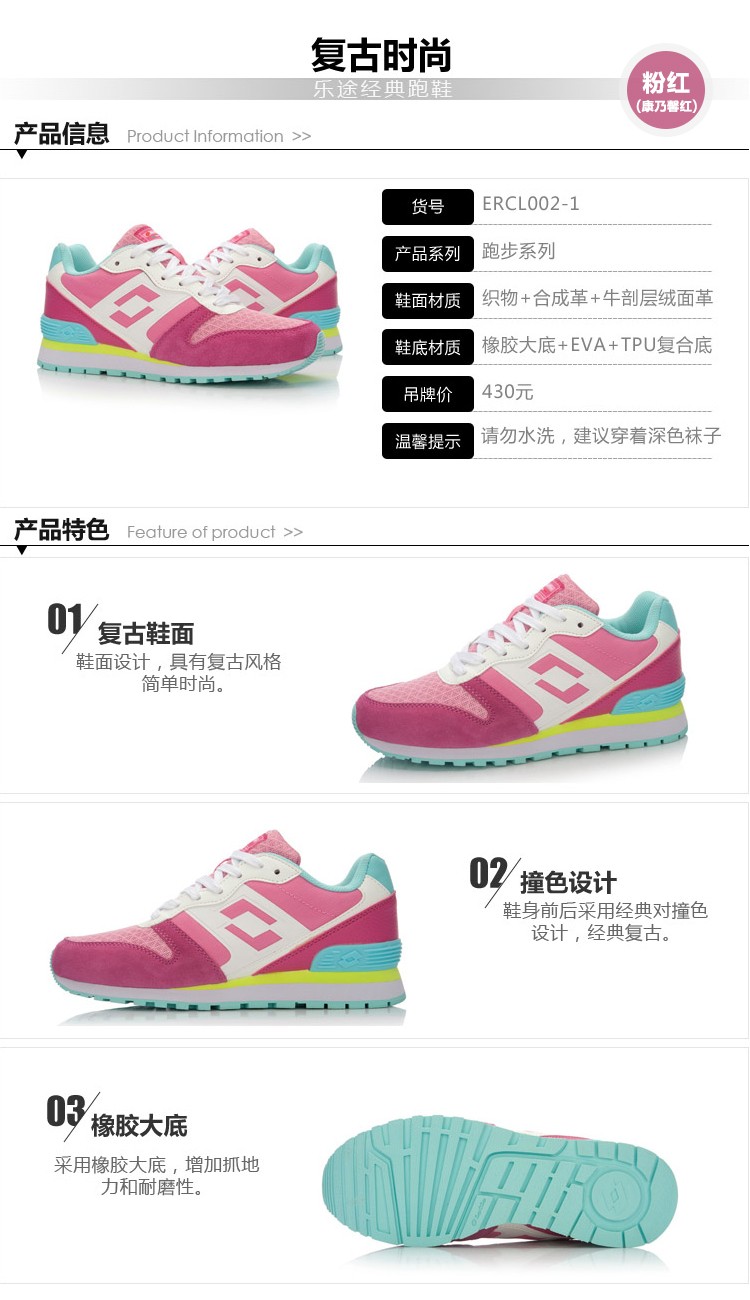 复古时尚
乐途经典跑鞋
粉红
(康乃馨红)
产品信息 Product Information >>
货号 ERCL002-1
产品系列 跑步系列
鞋面材质 织物+合成革+牛剖层绒面革
鞋底材质 橡胶大底+EVA+TPU复合底
吊牌价 430元
温馨提示 请勿水洗，建议穿着深色袜子
产品特色 Feature of product >>
01 复古鞋面
鞋面设计，具有复古风格
简单时尚。
02 撞色设计
鞋身前后采用经典对撞色
设计，经典复古。
03 橡胶大底
采用橡胶大底，增加抓地
力和耐磨性。